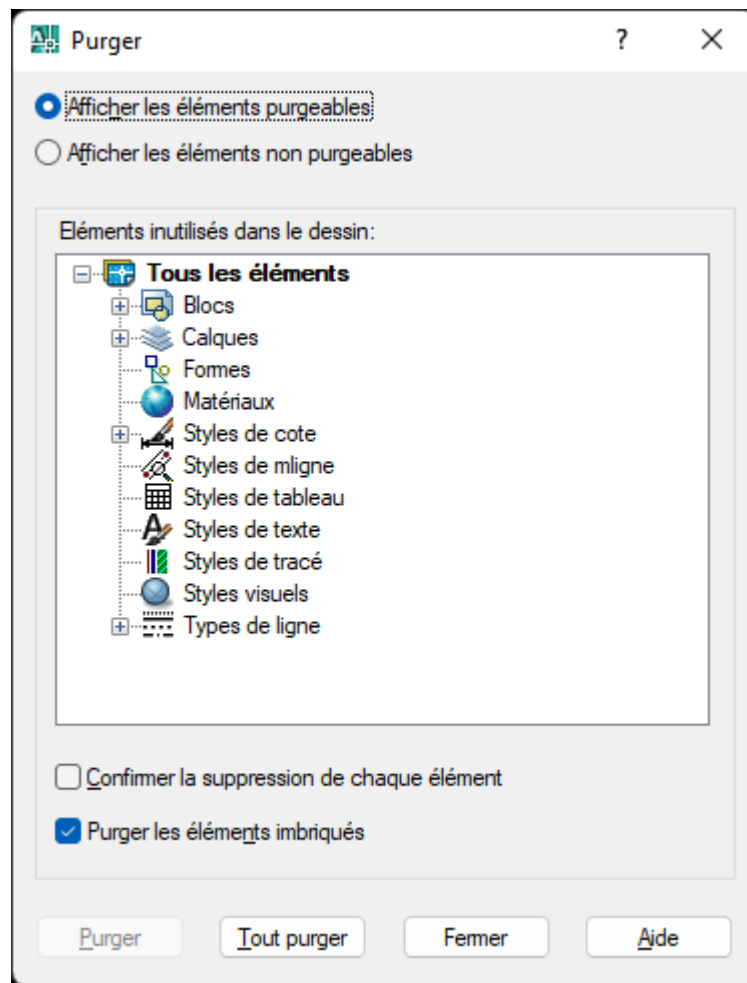 Purger
Afficher les éléments purgeables
Afficher les éléments non purgeables
Eléments inutilisés dans le dessin:
Tous les éléments
Blocs
Calques
Formes
Matériaux
Styles de cote
Styles de mligne
Styles de tableau
Styles de texte
Styles de tracé
Styles visuels
Types de ligne
Confirmer la suppression de chaque élément
Purger les éléments imbriqués
Purger Tout purger Fermer Aide